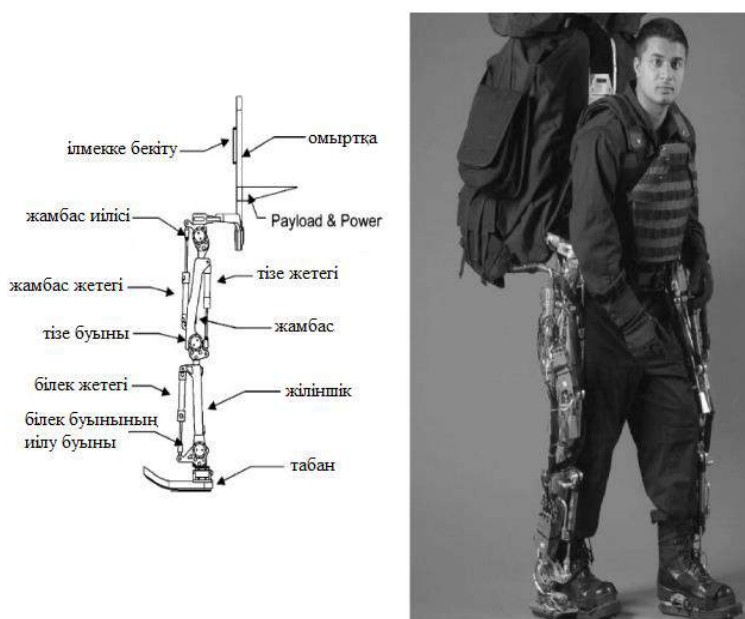 ілмекке бекіту
омыртқа
жамбас иілісі
Payload & Power
жамбас жетегі
тізе жетегі
тізе буыны
жамбас
білек жетегі
жіліншік
білек буынының
иілу буыны
табан